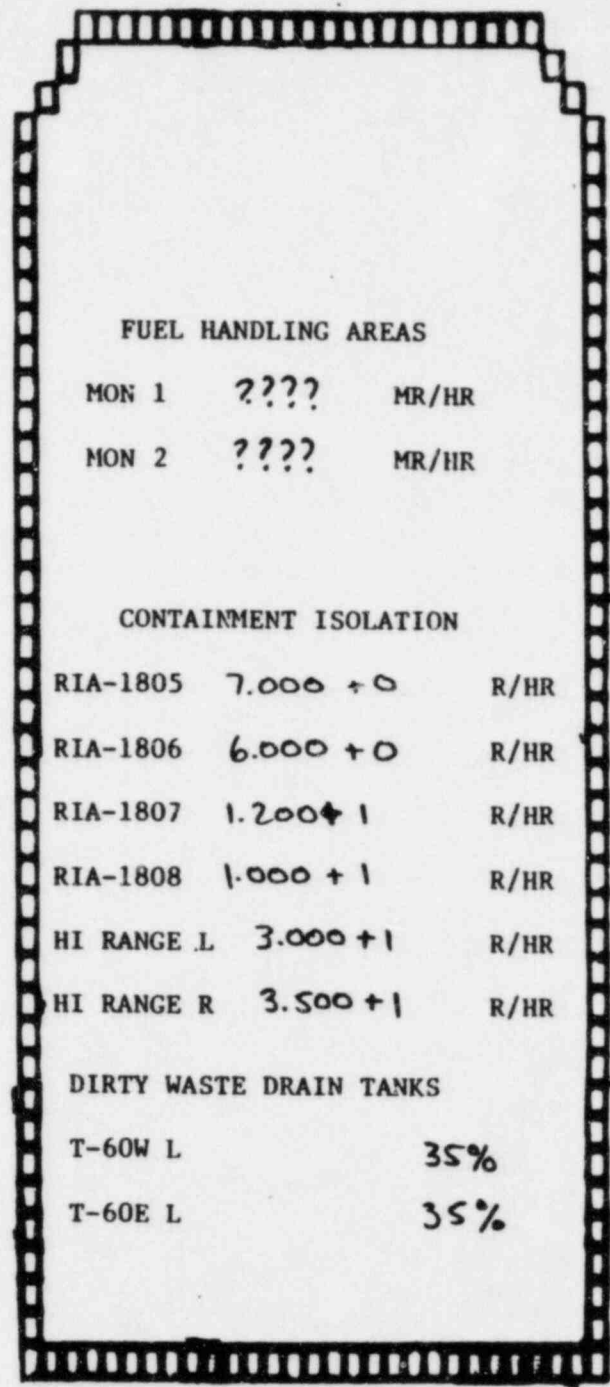 FUEL HANDLING AREAS
MON 1 ???? MR/HR
MON 2 ???? MR/HR
CONTAINMENT ISOLATION
RIA-1805 7.000 + 0 R/HR
RIA-1806 6.000 + 0 R/HR
RIA-1807 1.200 + 1 R/HR
RIA-1808 1.000 + 1 R/HR
HI RANGE L 3.000 + 1 R/HR
HI RANGE R 3.500 + 1 R/HR
DIRTY WASTE DRAIN TANKS
T-60W L 35%
T-60E L 35%